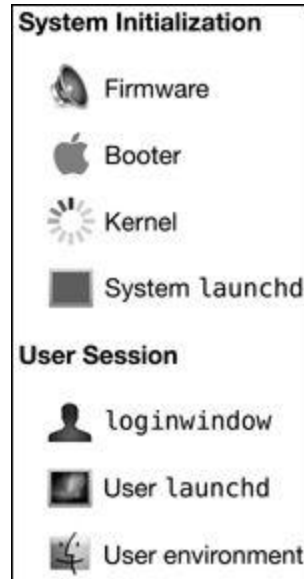 System Initialization
Firmware
Booter
Kernel
System launchd
User Session
loginwindow
User launchd
User environment